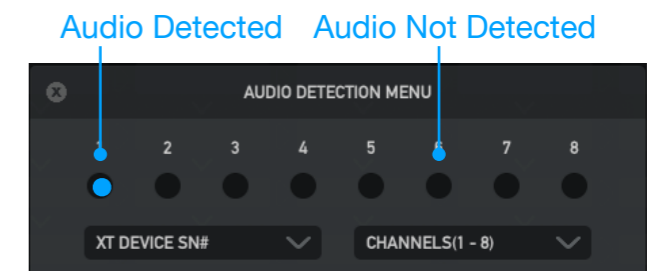 Audio Detected Audio Not Detected
X AUDIO DETECTION MENU
1 2 3 4 5 6 7 8
XT DEVICE SN# CHANNELS(1 - 8)